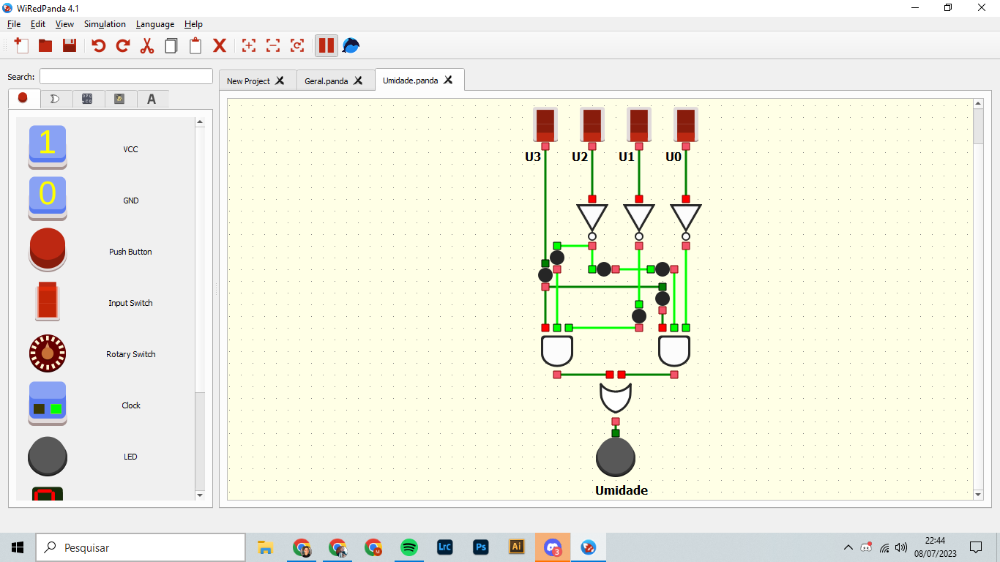 WiRedPanda 4.1
File Edit View Simulation Language Help
Search:
New Project
Geral.panda
Umidade.panda
A
1
VCC
0
GND
Push Button
Input Switch
Rotary Switch
Clock
LED
U3 U2 U1 U0
Umidade
Pesquisar
M
LrC
Ps
Ai
3
22:44
08/07/2023